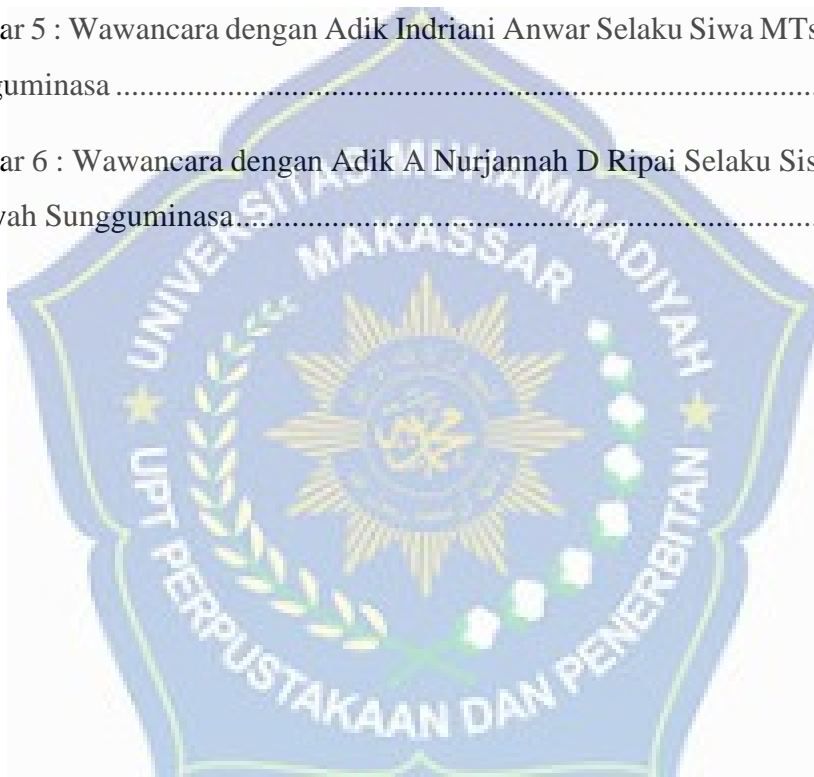 ar 5 : Wawancara dengan Adik Indriani Anwar Selaku Siwa MTs
guminasa ........................................................................................
ar 6 : Wawancara dengan Adik A Nurjannah D Ripai Selaku Sis
yah Sungguminasa.........................................................................
UNIVERSITAS MUHAMMADIYAH
MAKASSAR
UPT PERPUSTAKAAN DAN PENERBITAN